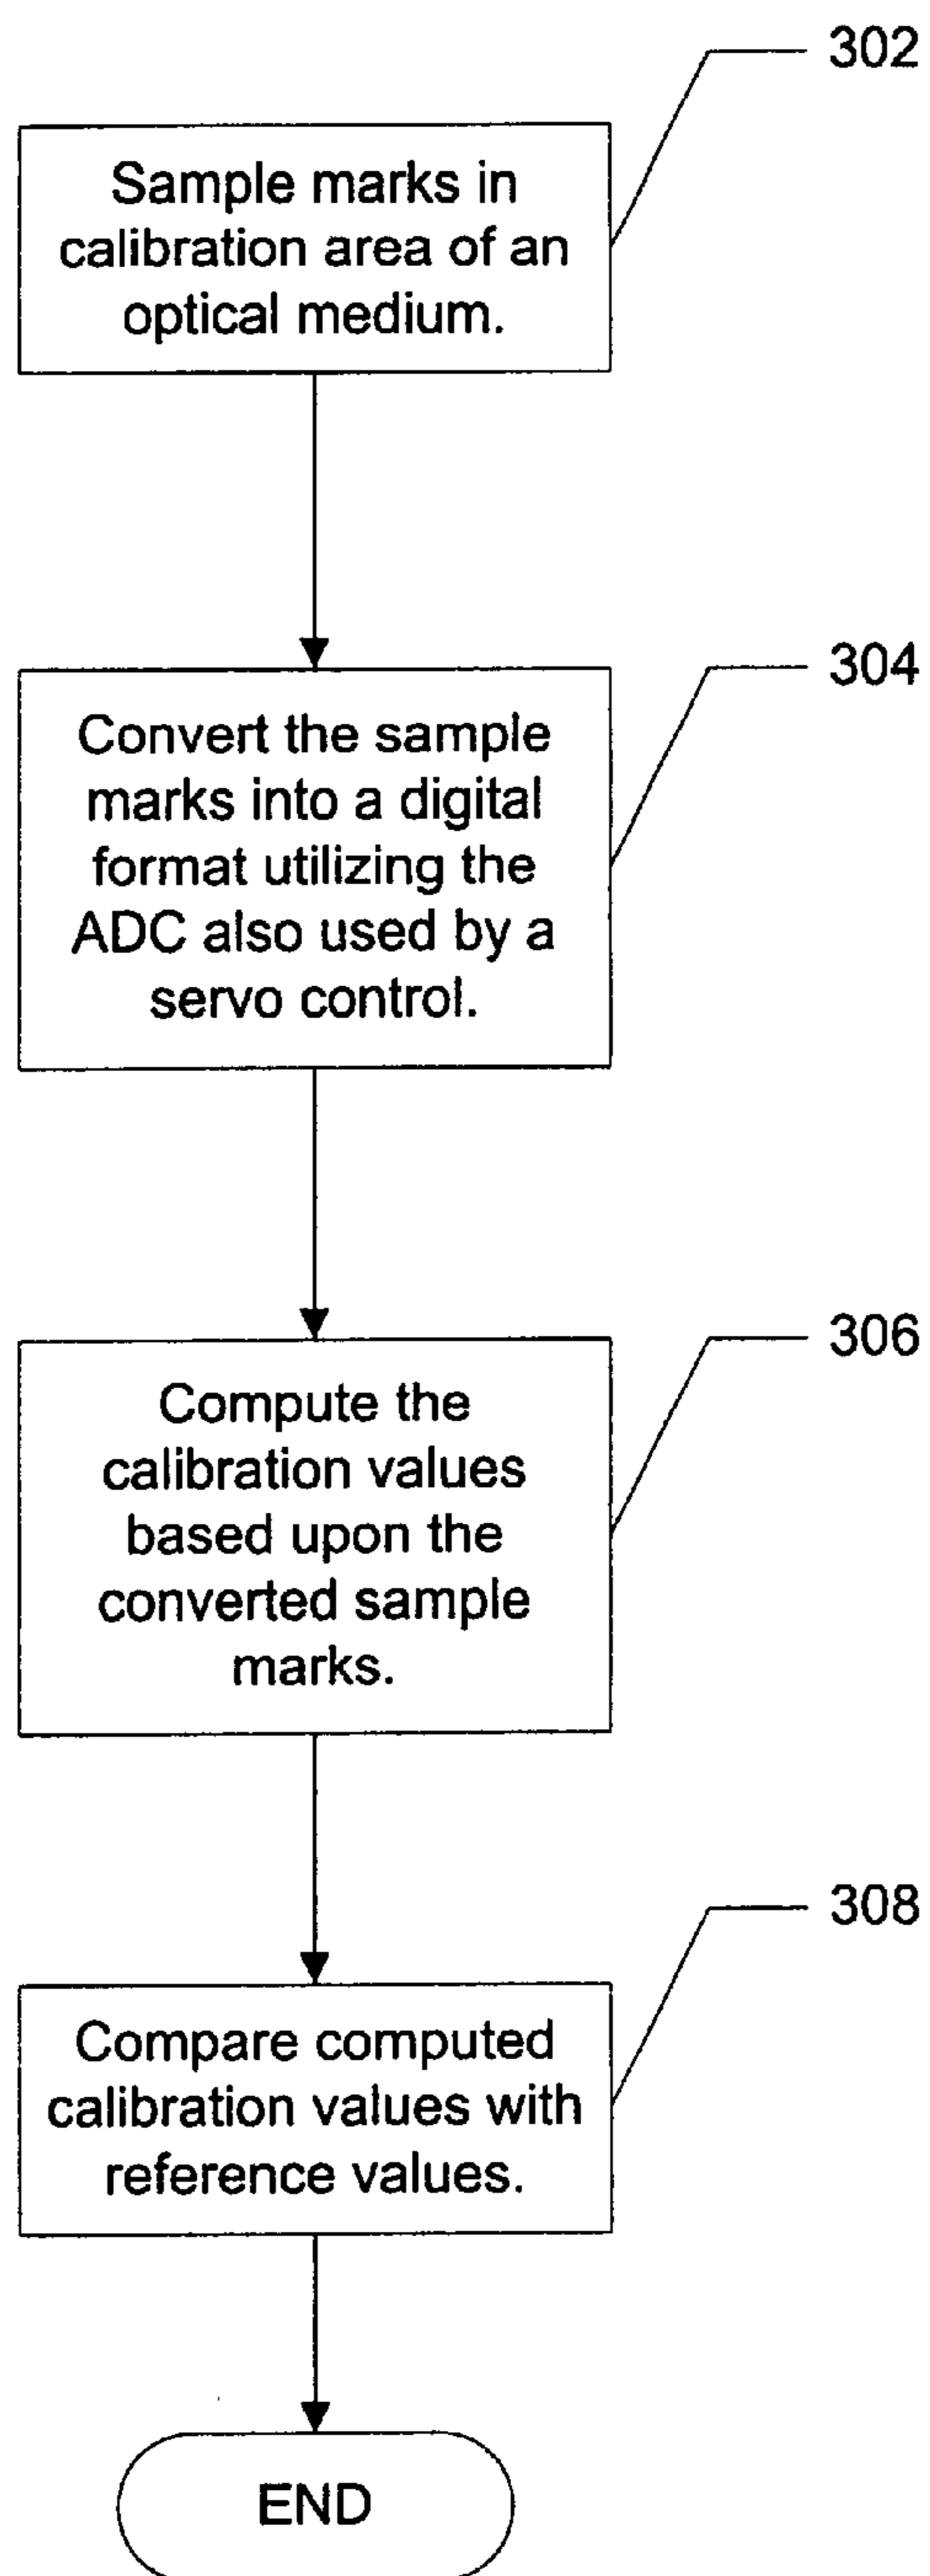 302
Sample marks in
calibration area of an
optical medium.
304
Convert the sample
marks into a digital
format utilizing the
ADC also used by a
servo control.
306
Compute the
calibration values
based upon the
converted sample
marks.
308
Compare computed
calibration values with
reference values.
END